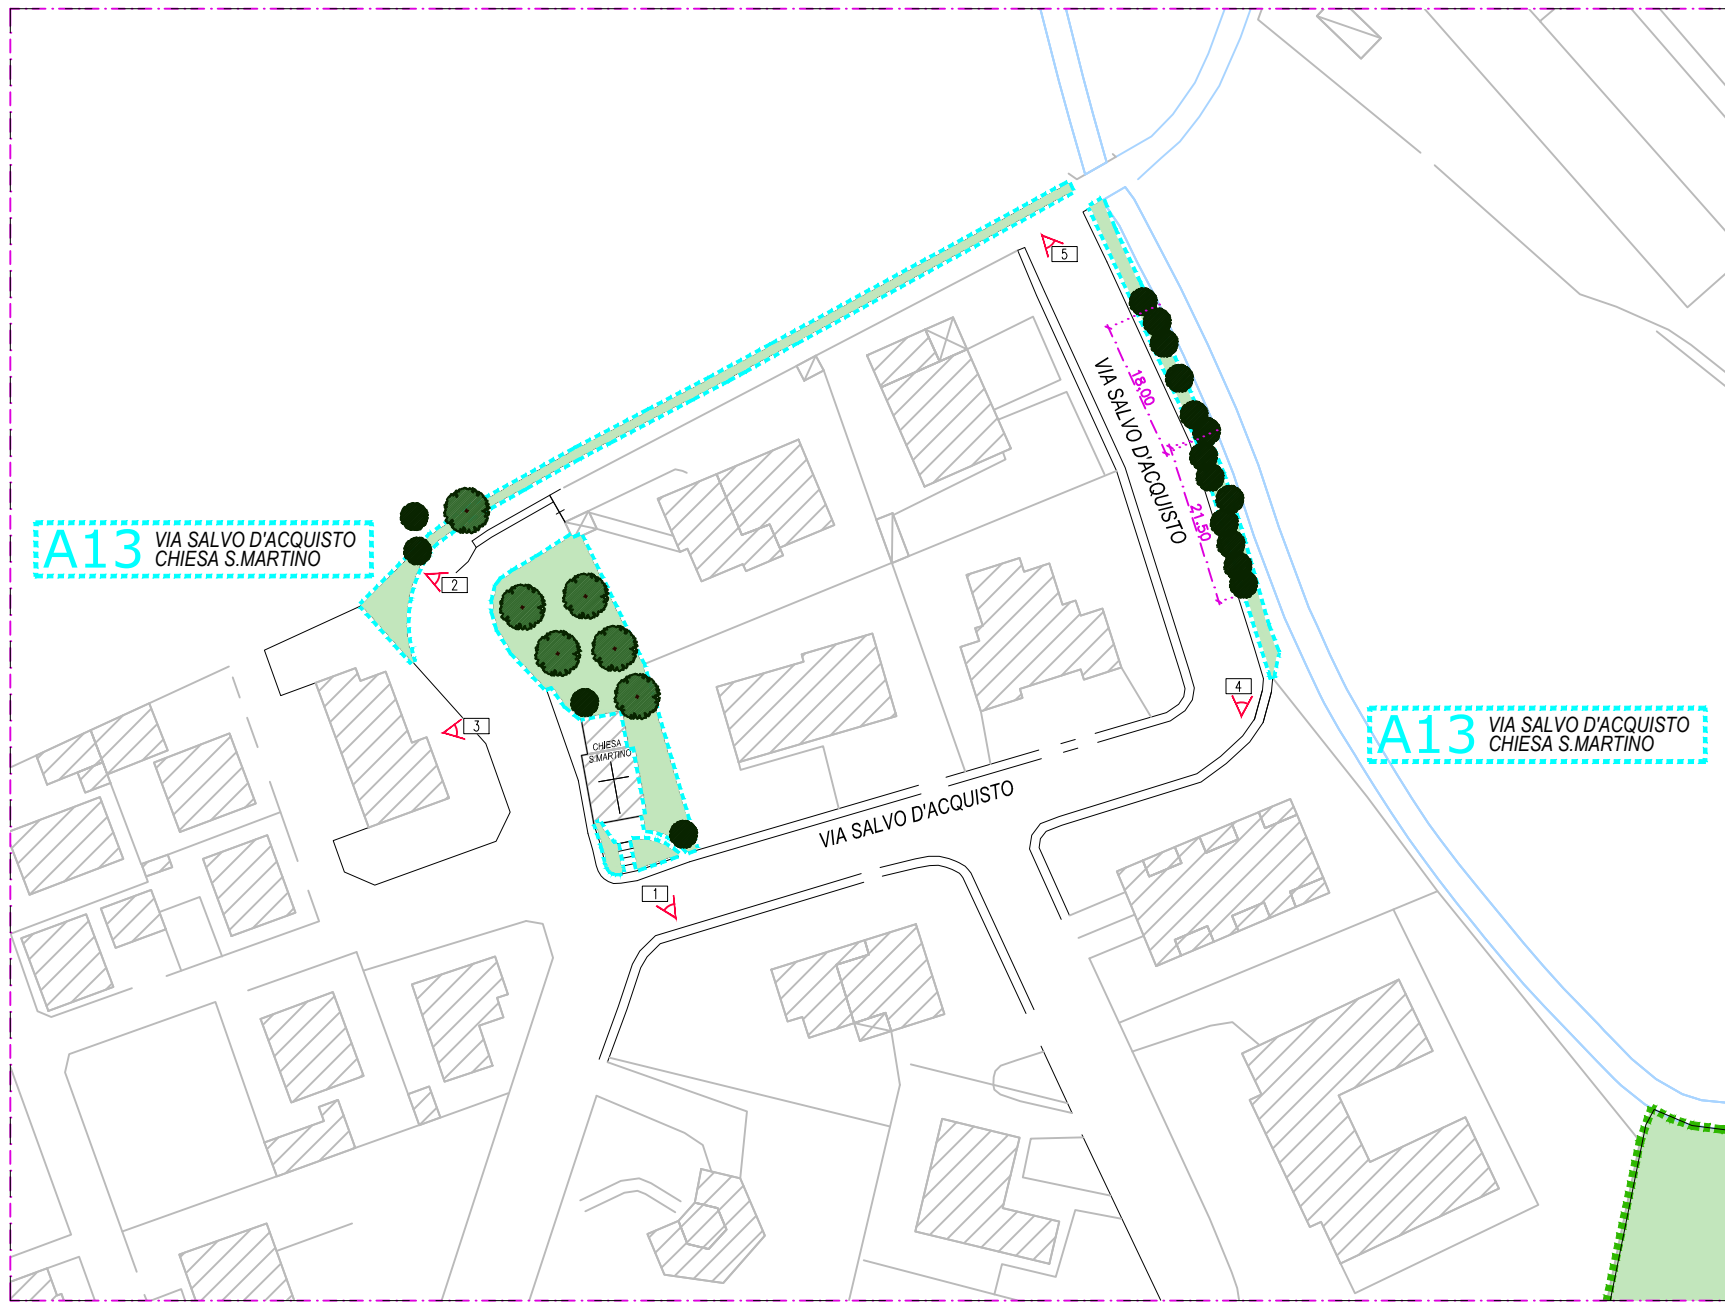 5
18,00
VIA SALVO D'ACQUISTO
21,50
A13 VIA SALVO D'ACQUISTO
CHIESA S.MARTINO
2
4
3
A13 VIA SALVO D'ACQUISTO
CHIESA S.MARTINO
CHIESA
S.MARTINO
VIA SALVO D'ACQUISTO
1